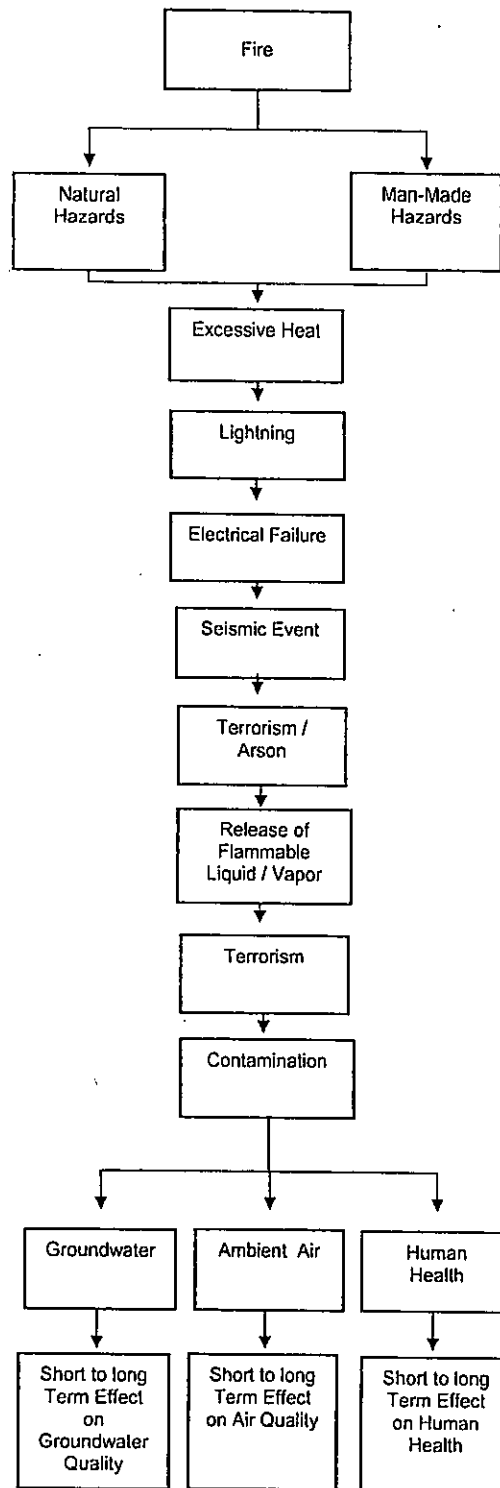 Fire
Natural
Hazards
Man-Made
Hazards
Excessive Heat
Lightning
Electrical Failure
Seismic Event
Terrorism /
Arson
Release of
Flammable
Liquid / Vapor
Terrorism
Contamination
Groundwater
Ambient Air
Human
Health
Short to long
Term Effect
on
Groundwater
Quality
Short to long
Term Effect
on Air Quality
Short to long
Term Effect
on Human
Health